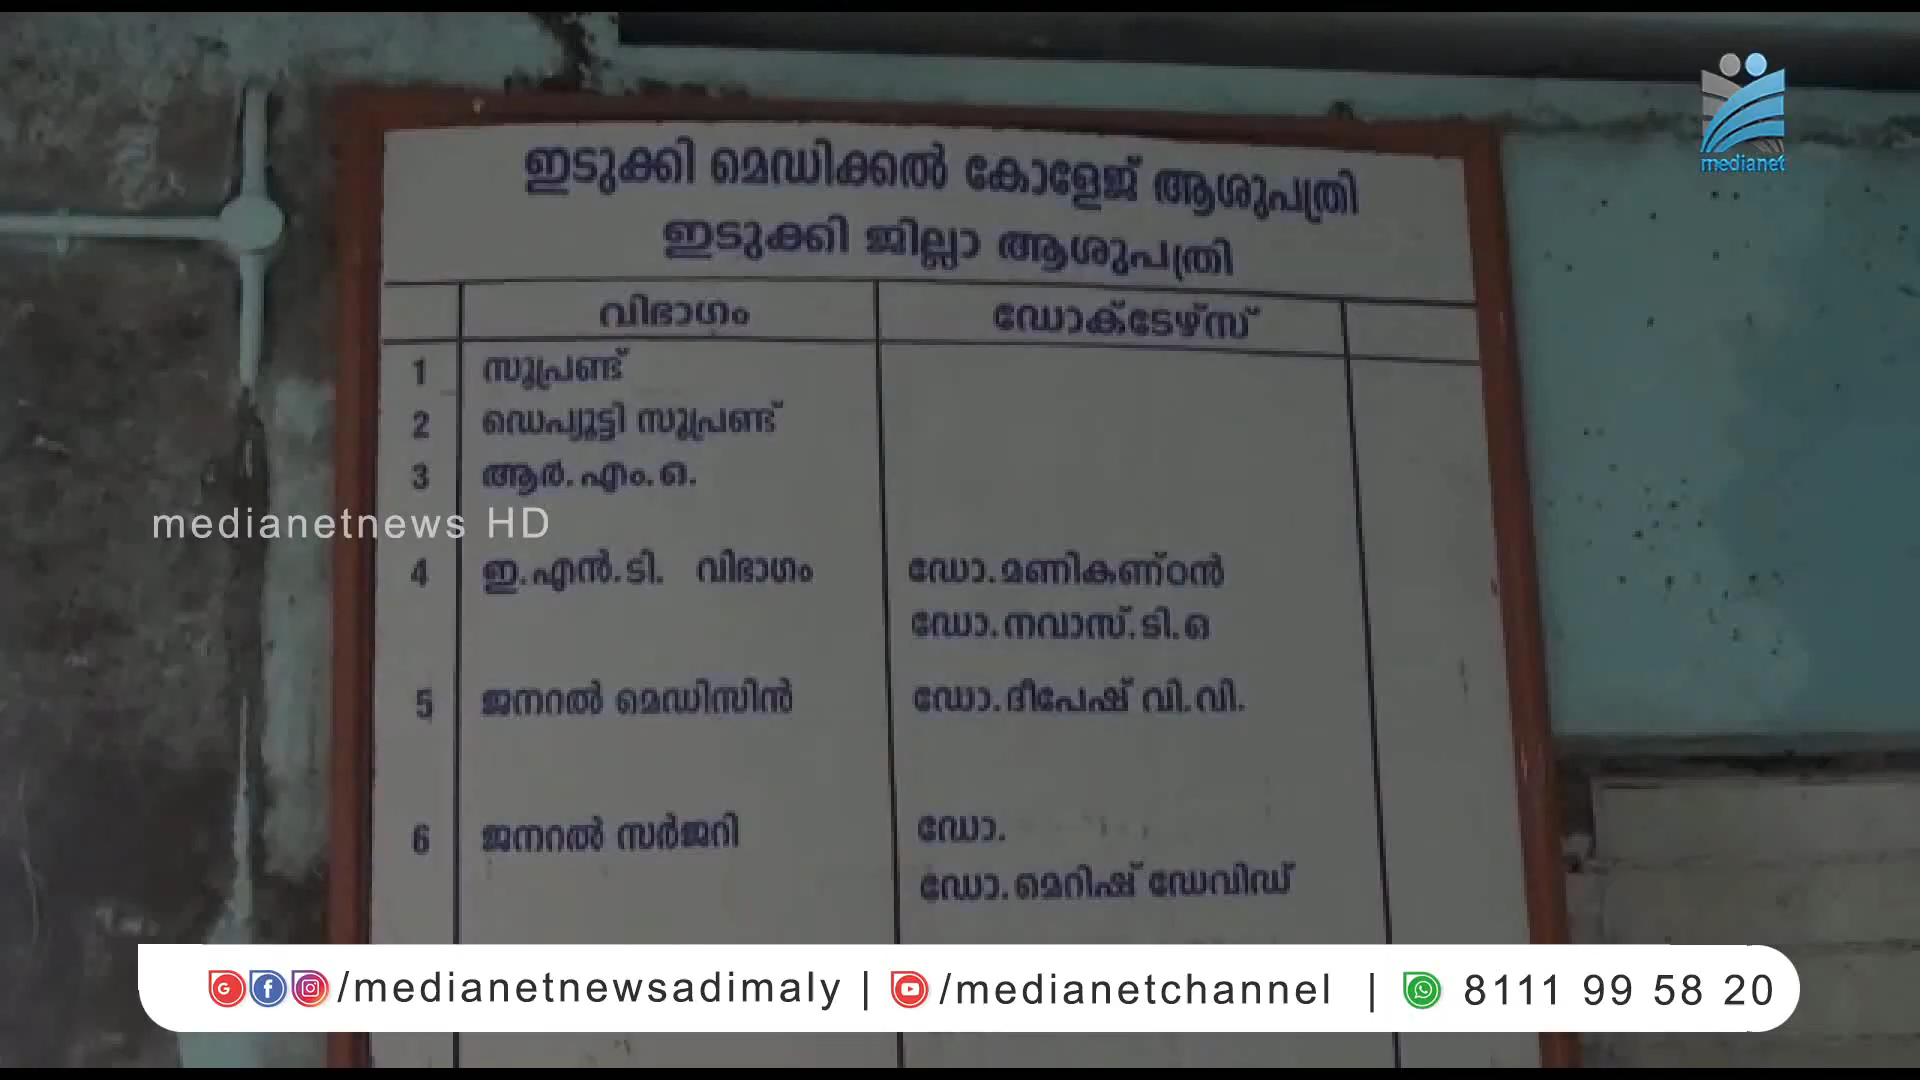 medianet
ഇടുക്കി മെഡിക്കൽ കോളേജ് ആശുപത്രി
ഇടുക്കി ജില്ലാ ആശുപത്രി
വിഭാഗം ഡോക്ടേഴ്സ്
1 സൂപ്രണ്ട്
2 ഡെപ്യൂട്ടി സൂപ്രണ്ട്
3 ആർ.എം.ഒ.
medianetnews HD
4 ഇ.എൻ.ടി. വിഭാഗം ഡോ.മണികണ്ഠൻ
ഡോ.നവാസ്.ടി.ഒ
5 ജനറൽ മെഡിസിൻ ഡോ.ദീപേഷ് വി.വി.
6 ജനറൽ സർജറി ഡോ.
ഡോ.മെറിഷ് ഡേവിഡ്
/medianetnewsadimaly | /medianetchannel | 8111 99 58 20